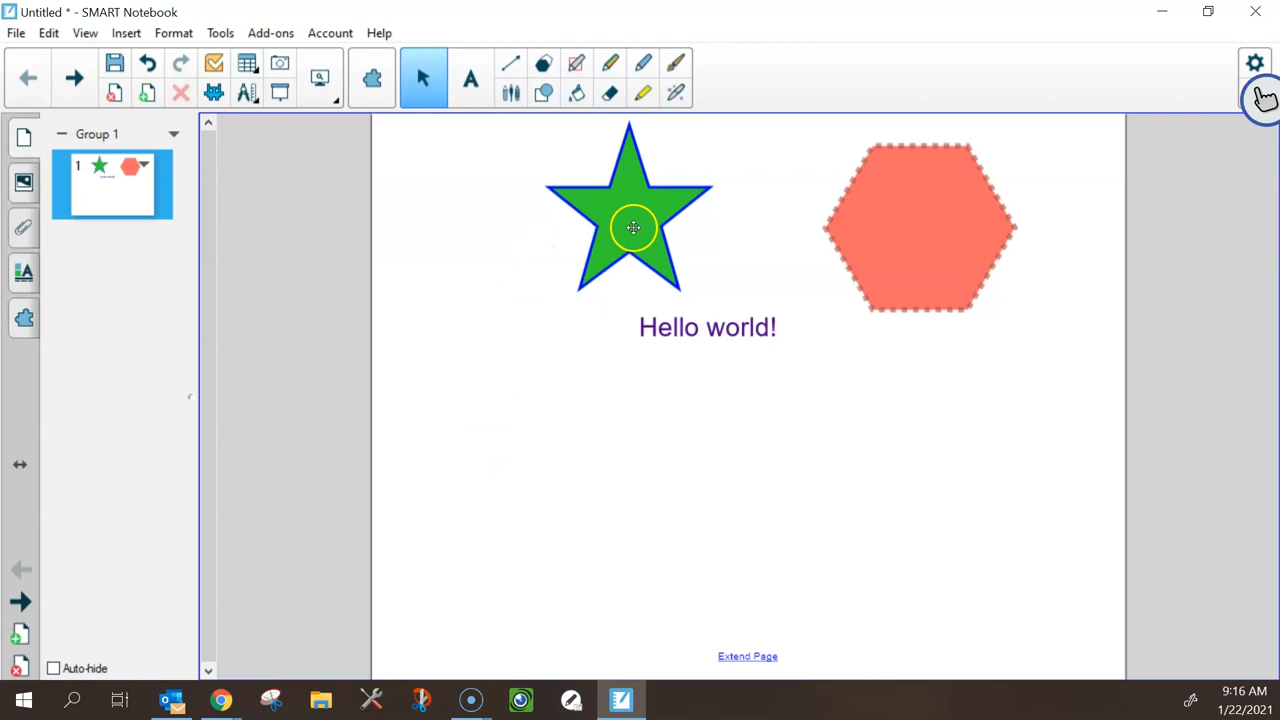 Untitled * - SMART Notebook
File Edit View Insert Format Tools Add-ons Account Help
A
Group 1
1
A
Hello world!
Extend Page
Auto-hide
9:16 AM
1/22/2021